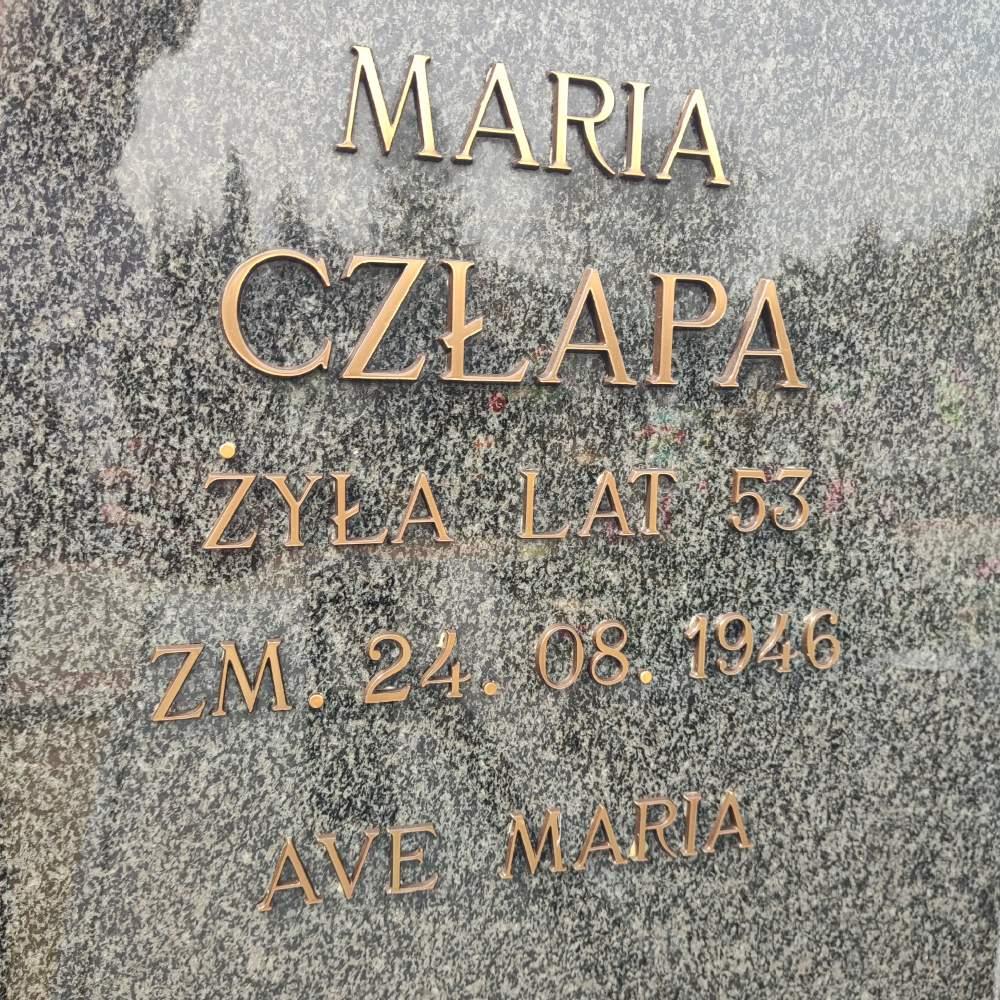 MARIA
CZŁAPA
ŻYŁA LAT 53
ZM. 24. 08. 1946
AVE MARIA